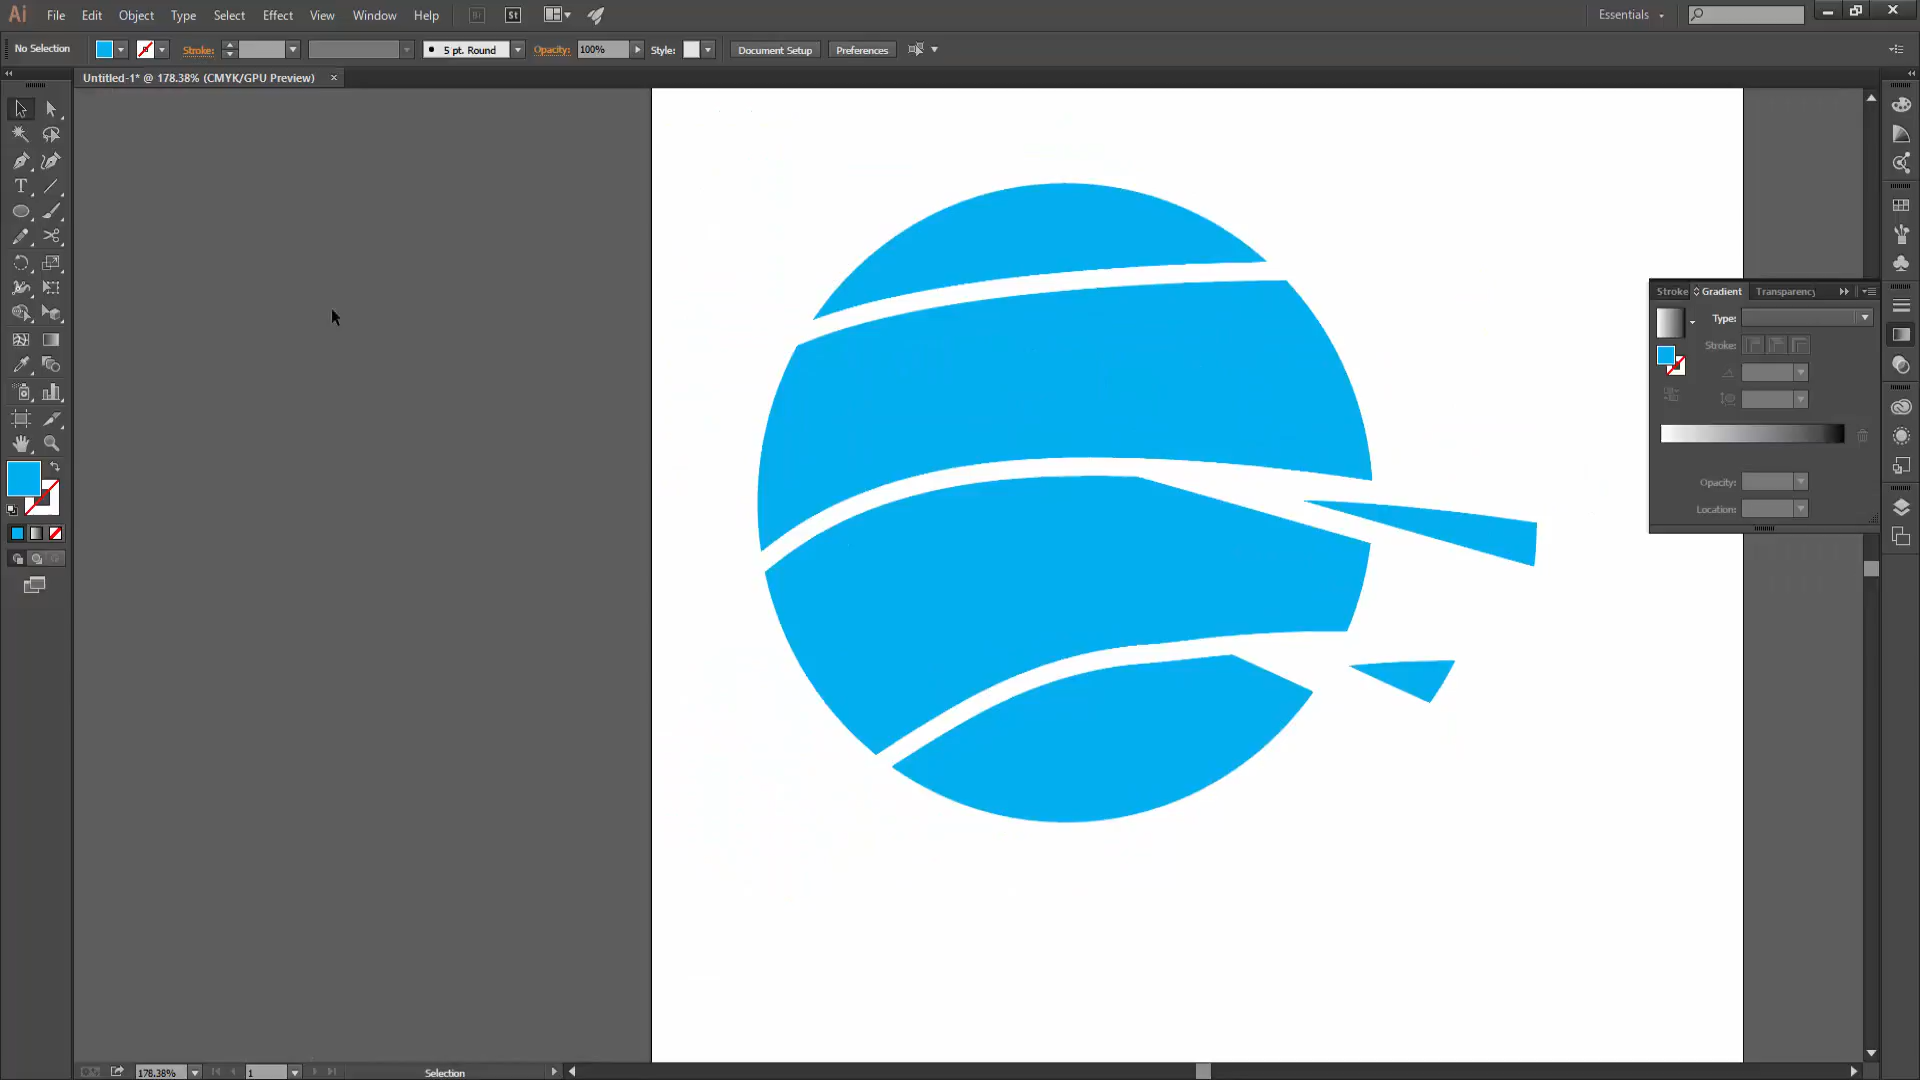 Ai File Edit Object Type Select Effect View Window Help Br St Essentials
No Selection Stroke: 5 pt. Round Opacity: 100% Style: Document Setup Preferences
Untitled-1* @ 178.38% (CMYK/GPU Preview) ×
Stroke Gradient Transparency
Type:
Stroke:
Opacity:
Location:
178.38% 1 Selection